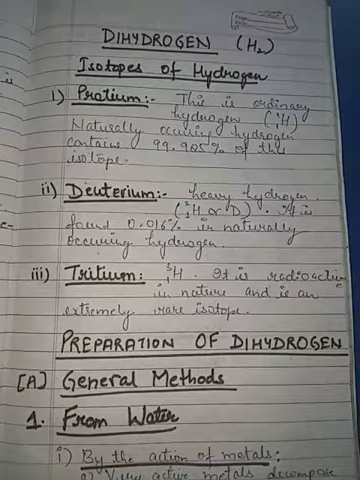 DIHYDROGEN (H₂)
Isotopes of Hydrogen
i) Protium:- This is ordinary
hydrogen (¹₁H)
Naturally occuring hydrogen
contains 99.985% of this
isotope.
ii) Deuterium:- heavy hydrogen.
(²₁H or D). It is
found 0.016% in naturally
occuring hydrogen.
iii) Tritium: ³₁H. It is radioactive
in nature and is an
extremely rare isotope.
PREPARATION OF DIHYDROGEN
[A] General Methods
1. From Water
i) By the action of metals:
a) Very active metals decompose